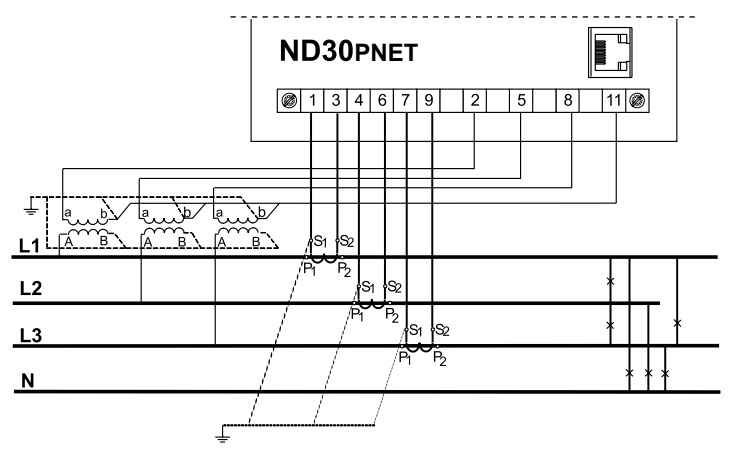 ND30PNET
1 3 4 6 7 9 2 5 8 11
a b a b a b
A B A B A B
L1
S1 S2
P1 P2
L2
S1 S2
P1 P2
L3
S1 S2
P1 P2
N